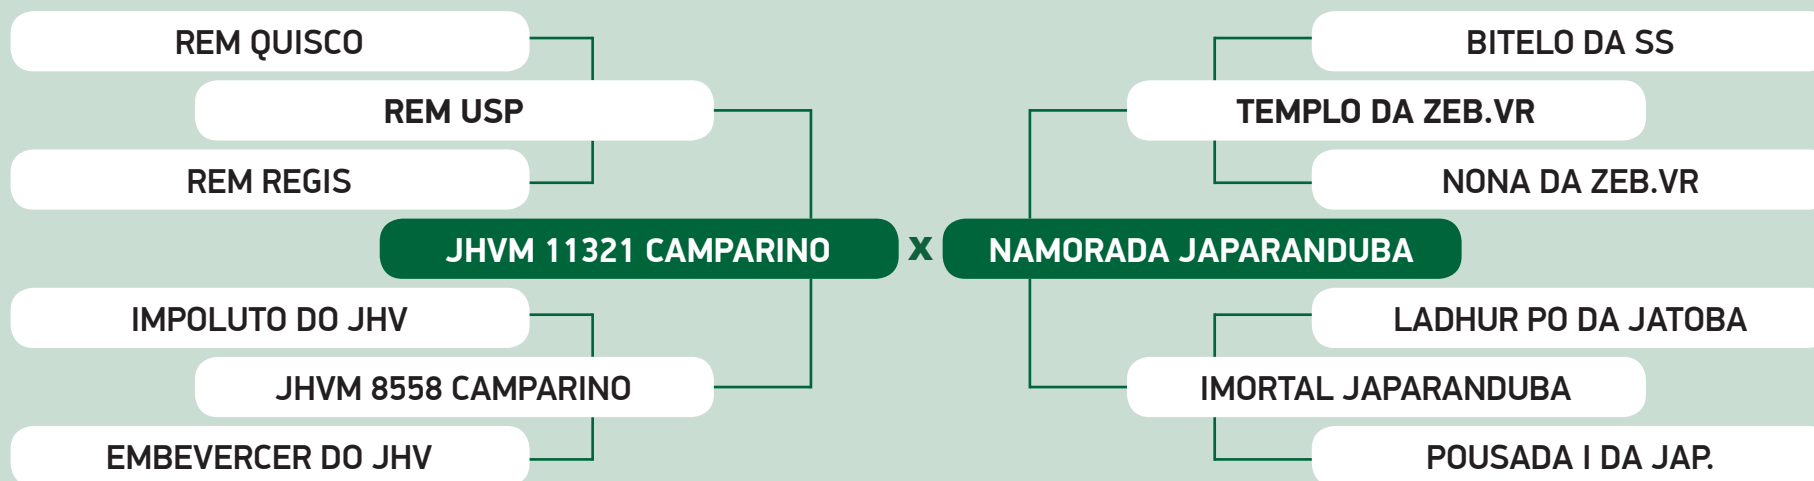 REM QUISCO
REM USP
REM REGIS
JHVM 11321 CAMPARINO
IMPOLUTO DO JHV
JHVM 8558 CAMPARINO
EMBEVERCER DO JHV
X
BITELO DA SS
TEMPLO DA ZEB.VR
NONA DA ZEB.VR
NAMORADA JAPARANDUBA
LADHUR PO DA JATOBA
IMORTAL JAPARANDUBA
POUSADA I DA JAP.